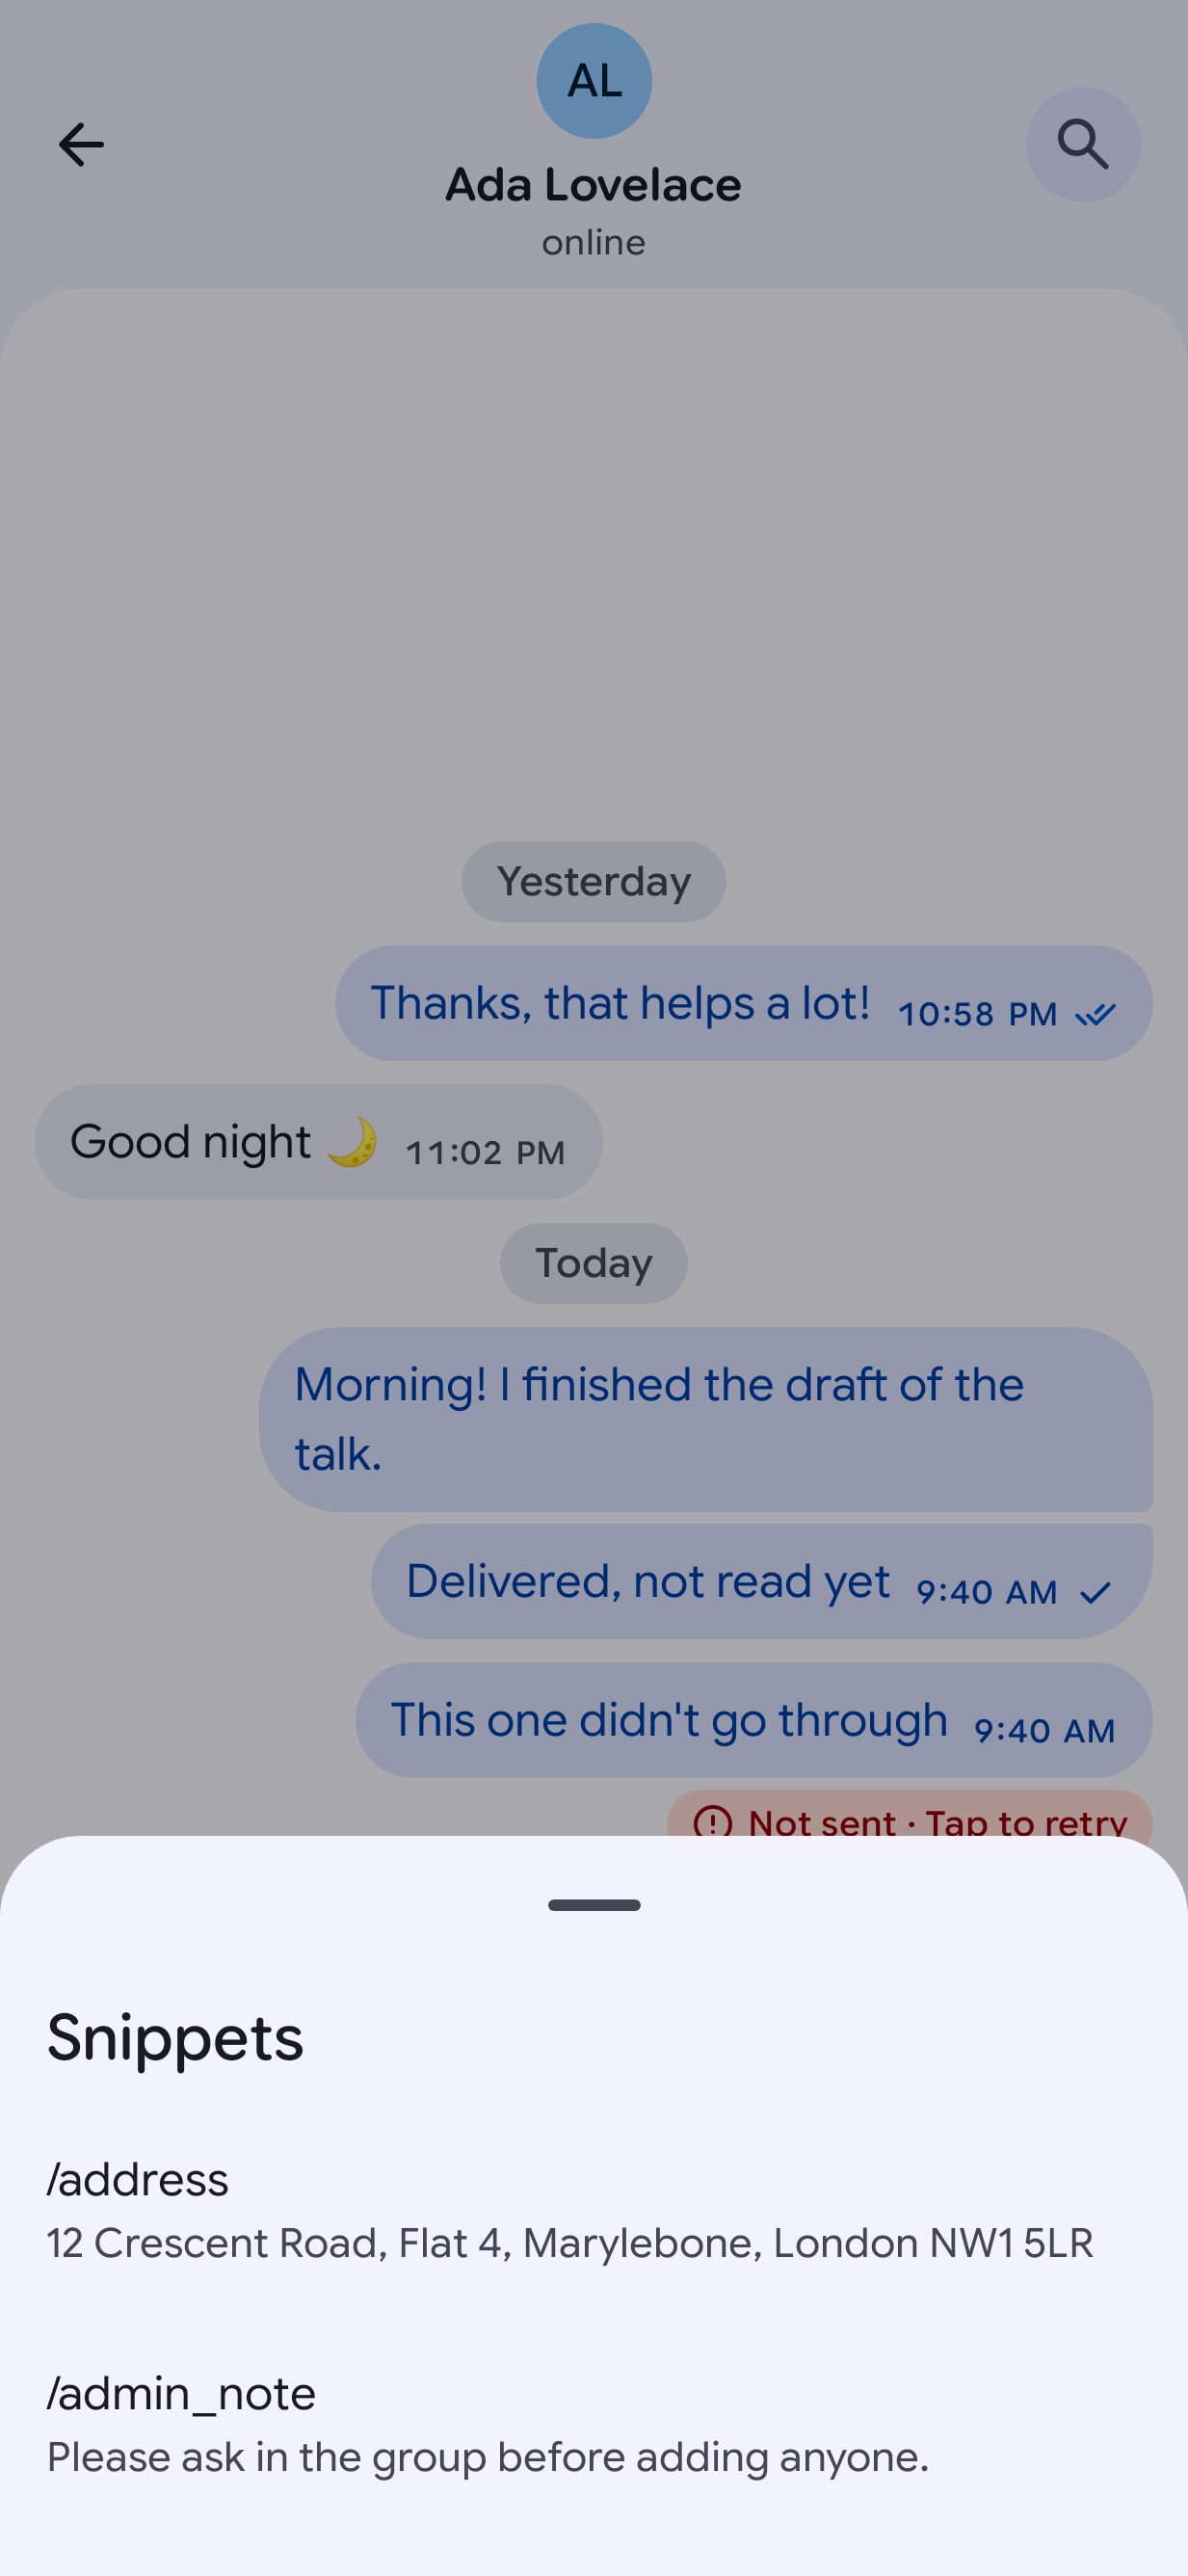 AL
Ada Lovelace
online
Yesterday
Thanks, that helps a lot! 10:58 PM
Good night 🌙 11:02 PM
Today
Morning! I finished the draft of the
talk.
Delivered, not read yet 9:40 AM
This one didn't go through 9:40 AM
Not sent · Tap to retry
Snippets
/address
12 Crescent Road, Flat 4, Marylebone, London NW1 5LR
/admin_note
Please ask in the group before adding anyone.